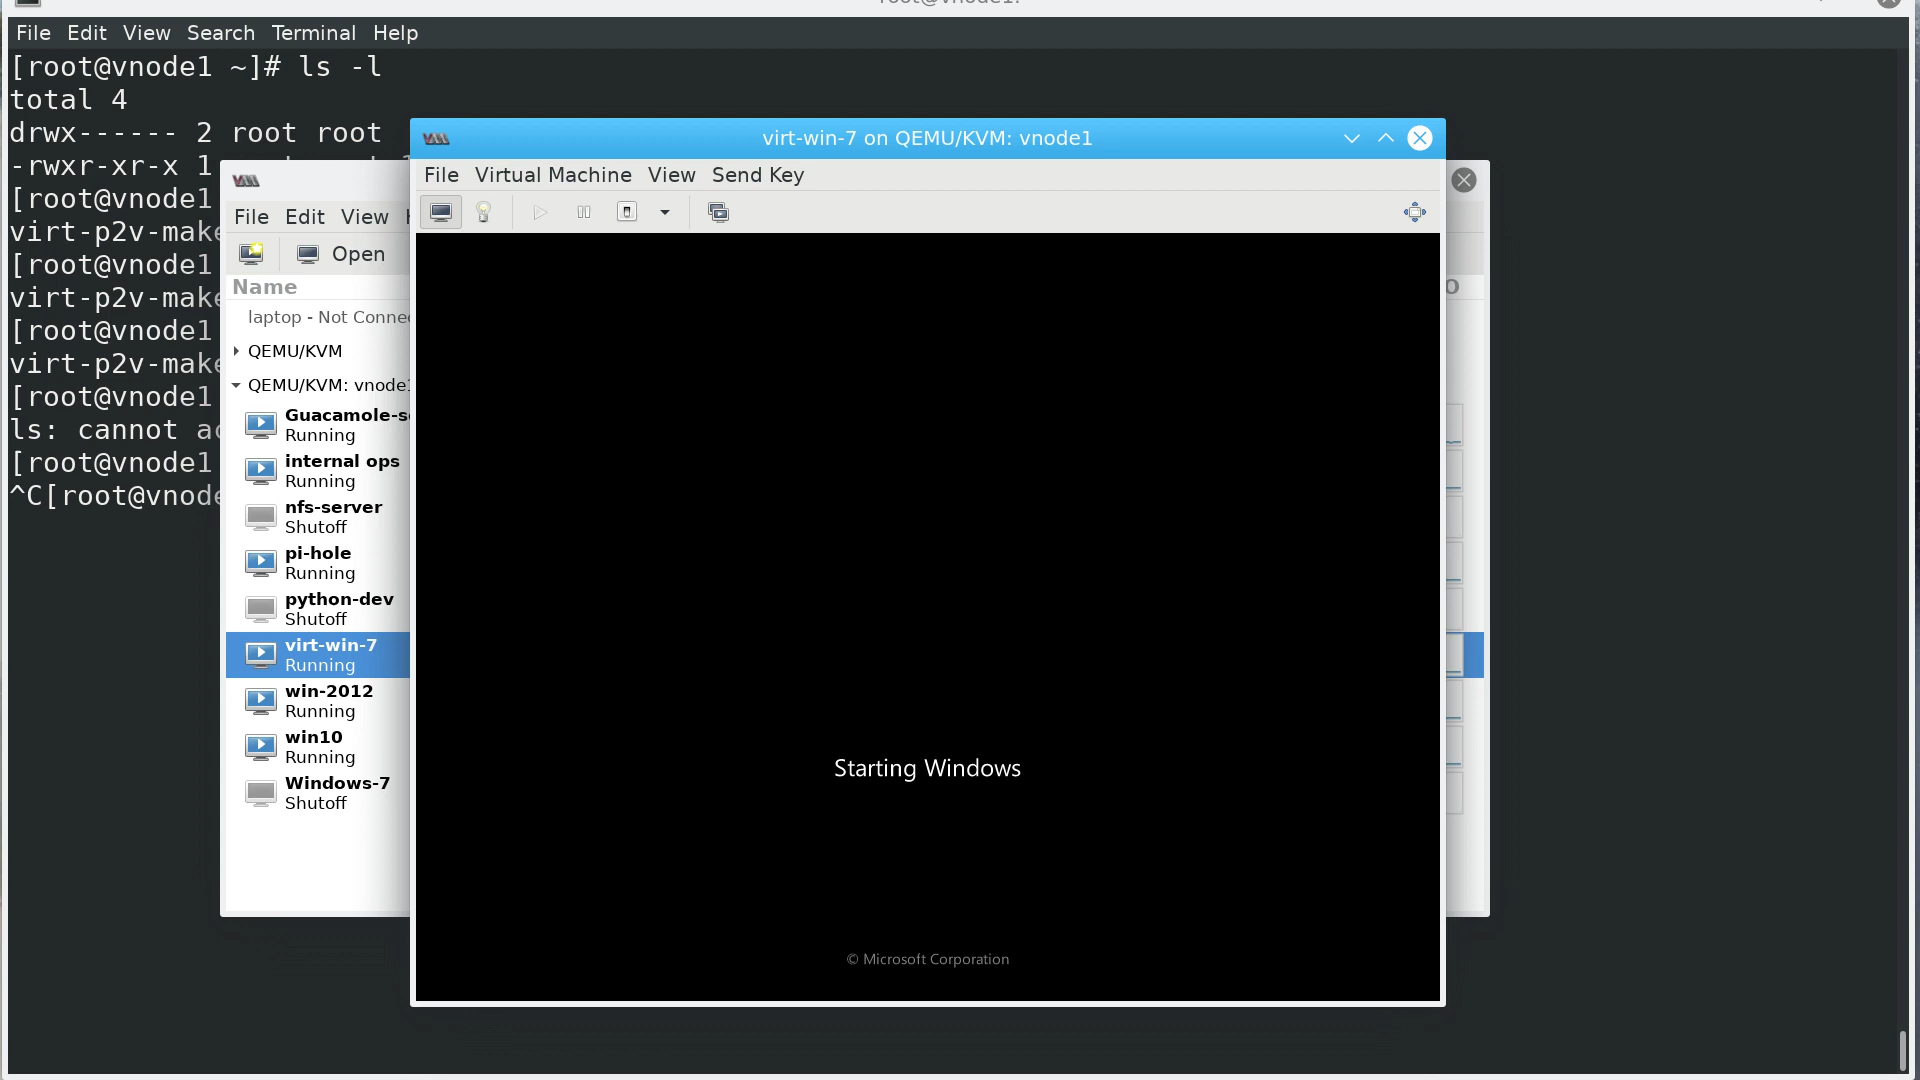 File Edit View Search Terminal Help
[root@vnode1 ~]# ls -l
total 4
drwx------ 2 root root
-rwxr-xr-x 1
[root@vnode1
virt-p2v-make
[root@vnode1
virt-p2v-make
[root@vnode1
virt-p2v-make
[root@vnode1
ls: cannot
[root@vnode1
^C[root@vnode
File Edit View
Open
Name
laptop - Not Conne
QEMU/KVM
QEMU/KVM: vnode1
Guacamole-s
Running
internal ops
Running
nfs-server
Shutoff
pi-hole
Running
python-dev
Shutoff
virt-win-7
Running
win-2012
Running
win10
Running
Windows-7
Shutoff
virt-win-7 on QEMU/KVM: vnode1
File Virtual Machine View Send Key
Starting Windows
© Microsoft Corporation